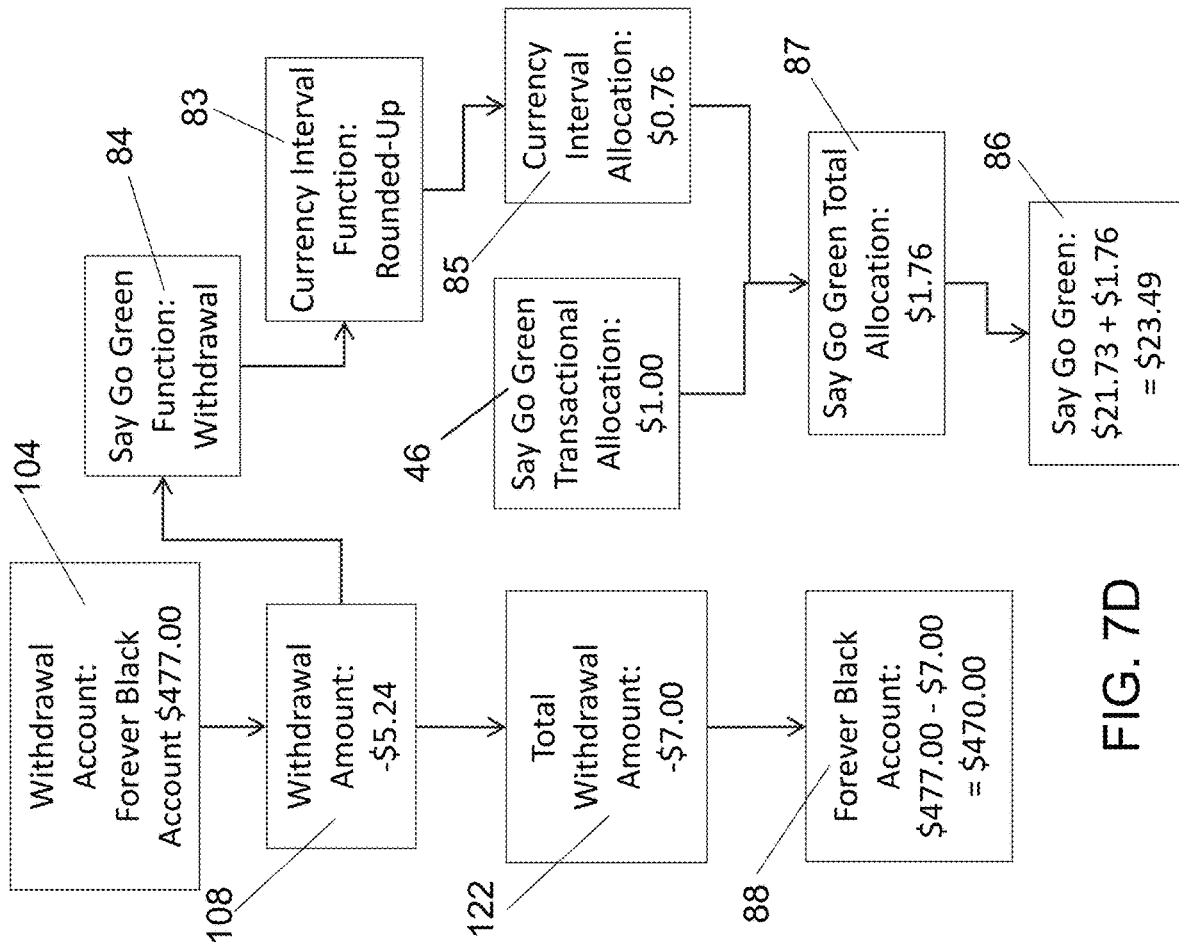 104
Withdrawal
Account:
Forever Black
Account $477.00
108
Withdrawal
Amount:
-$5.24
122
Total
Withdrawal
Amount:
-$7.00
88
Forever Black
Account:
$477.00 - $7.00
= $470.00
84
Say Go Green
Function:
Withdrawal
83
Currency Interval
Function:
Rounded-Up
46
Say Go Green
Transactional
Allocation:
$1.00
85
Currency
Interval
Allocation:
$0.76
87
Say Go Green Total
Allocation:
$1.76
86
Say Go Green:
$21.73 + $1.76
= $23.49
FIG. 7D